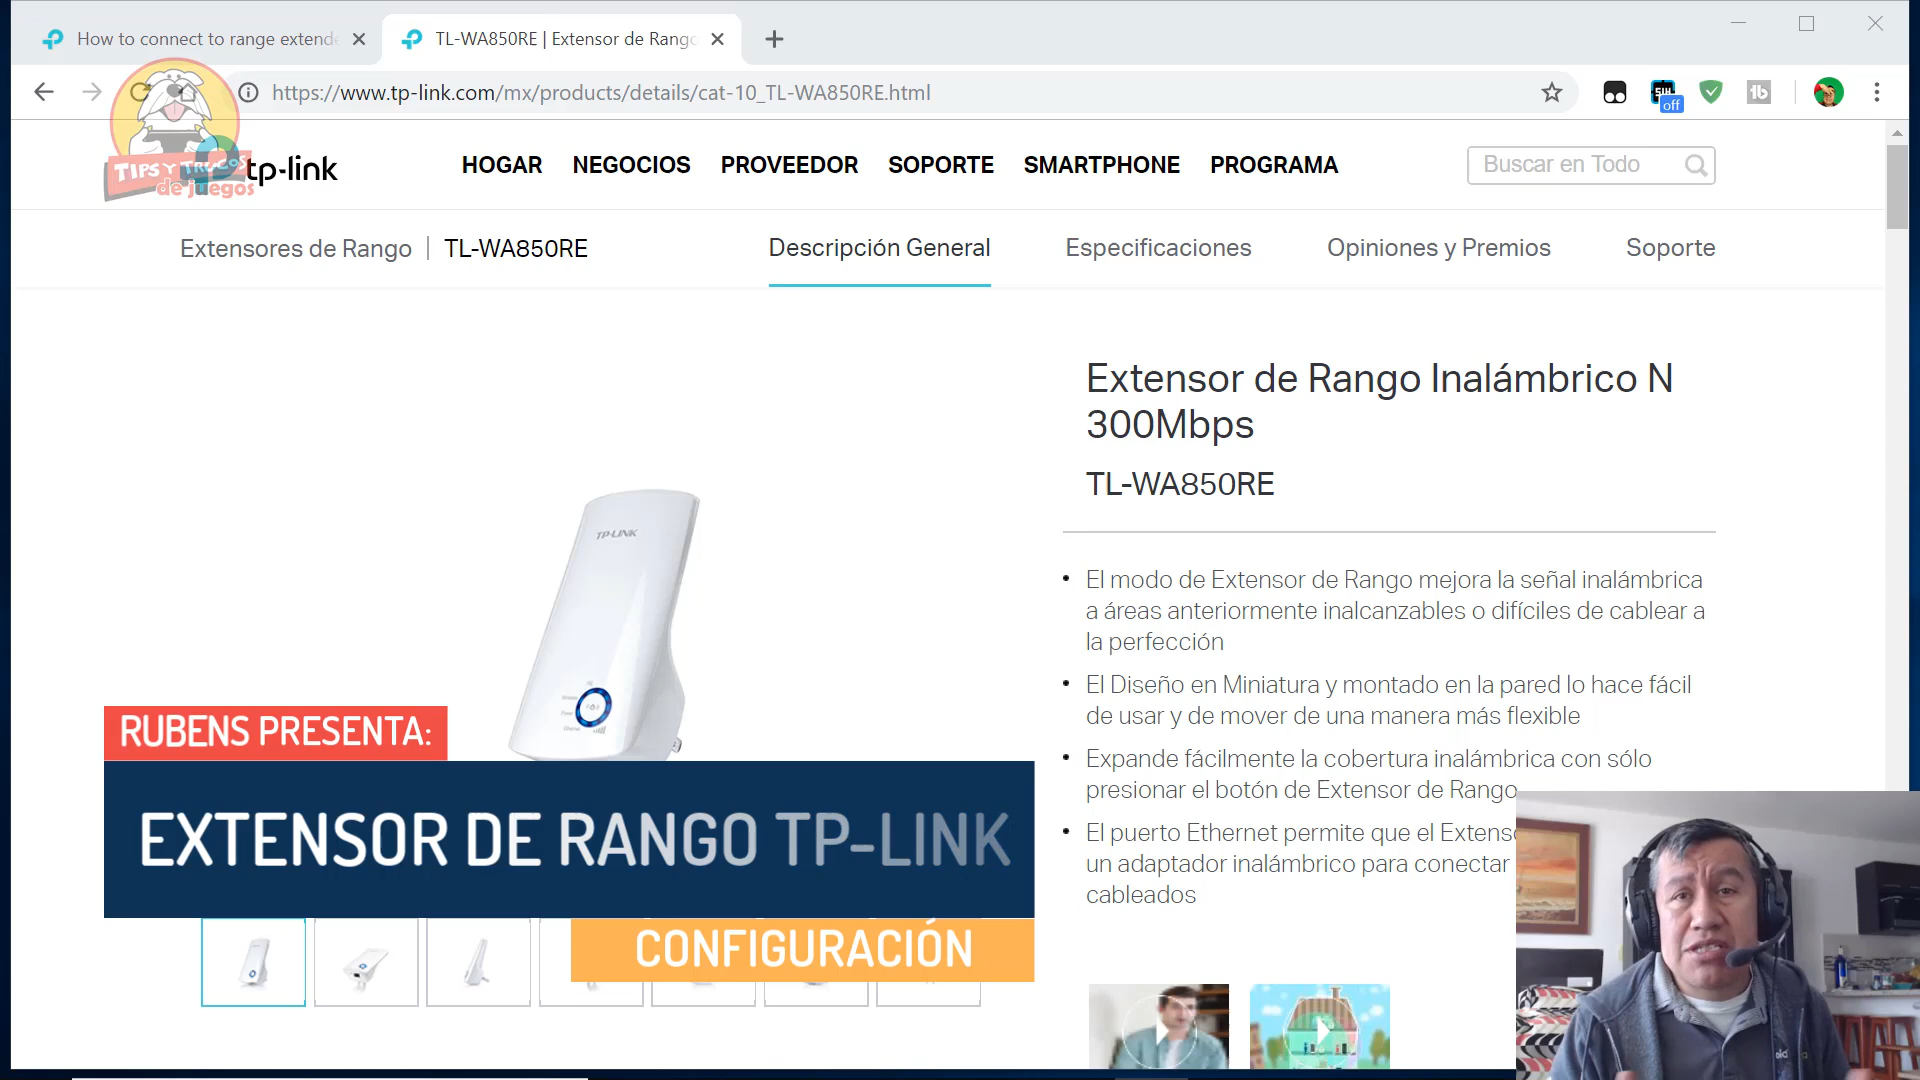 How to connect to range extende
TL-WA850RE | Extensor de Rango
https://www.tp-link.com/mx/products/details/cat-10_TL-WA850RE.html
off
TIPS Y TRUCOS
de juegos
tp-link
HOGAR NEGOCIOS PROVEEDOR SOPORTE SMARTPHONE PROGRAMA
Buscar en Todo
Extensores de Rango | TL-WA850RE
Descripción General Especificaciones Opiniones y Premios Soporte
Extensor de Rango Inalámbrico N
300Mbps
TL-WA850RE
• El modo de Extensor de Rango mejora la señal inalámbrica
a áreas anteriormente inalcanzables o difíciles de cablear a
la perfección
• El Diseño en Miniatura y montado en la pared lo hace fácil
de usar y de mover de una manera más flexible
• Expande fácilmente la cobertura inalámbrica con sólo
presionar el botón de Extensor de Rango
• El puerto Ethernet permite que el Extens
un adaptador inalámbrico para conectar
cableados
TP-LINK
RUBENS PRESENTA:
EXTENSOR DE RANGO TP-LINK
CONFIGURACIÓN